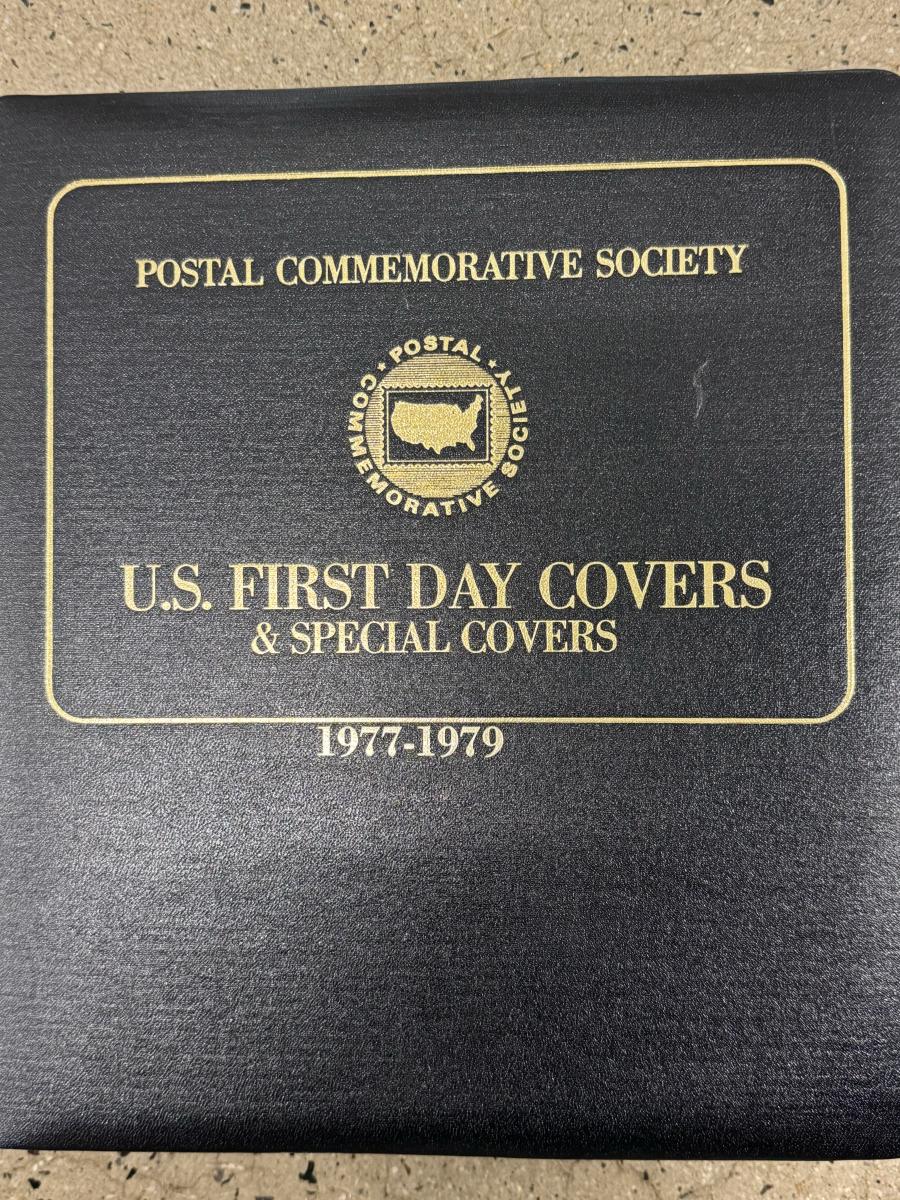 POSTAL COMMEMORATIVE SOCIETY
POSTAL
COMMEMORATIVE SOCIETY
U.S. FIRST DAY COVERS
& SPECIAL COVERS
1977-1979